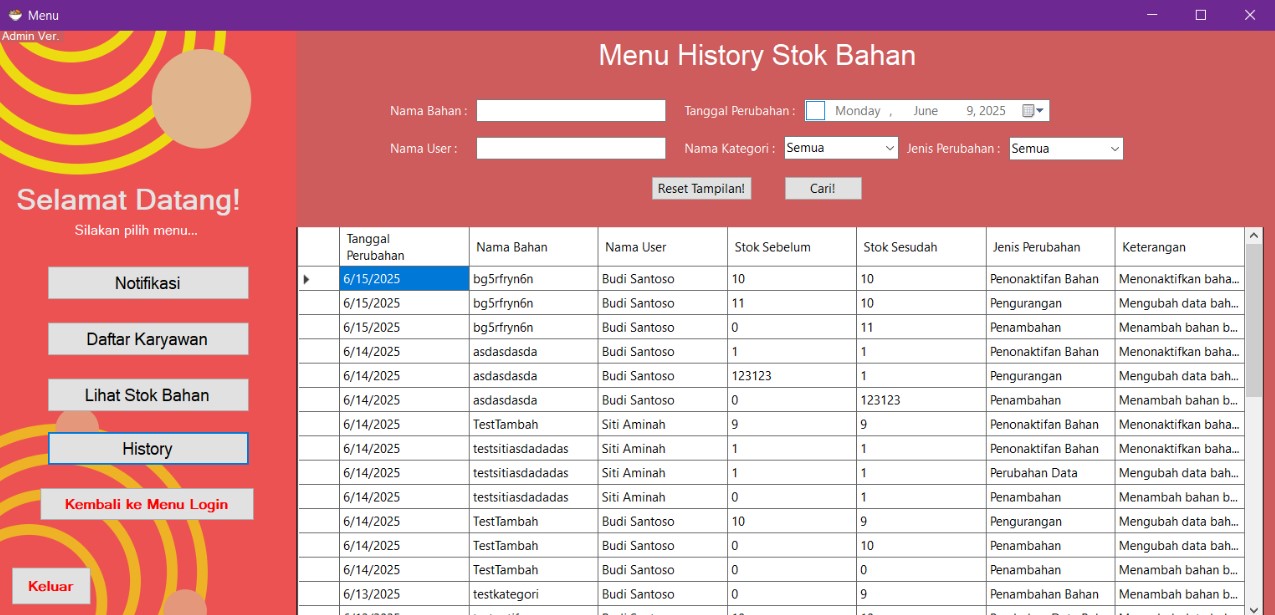 Menu
Admin Ver.
Selamat Datang!
Silakan pilih menu...
Notifikasi
Daftar Karyawan
Lihat Stok Bahan
History
Kembali ke Menu Login
Keluar
Menu History Stok Bahan
Nama Bahan : Tanggal Perubahan : Monday , June 9, 2025
Nama User : Nama Kategori : Semua Jenis Perubahan : Semua
Reset Tampilan! Cari!
Tanggal Perubahan Nama Bahan Nama User Stok Sebelum Stok Sesudah Jenis Perubahan Keterangan
6/15/2025 bg5rfryn6n Budi Santoso 10 10 Penonaktifan Bahan Menonaktifkan baha...
6/15/2025 bg5rfryn6n Budi Santoso 11 10 Pengurangan Mengubah data bah...
6/15/2025 bg5rfryn6n Budi Santoso 0 11 Penambahan Menambah bahan b...
6/14/2025 asdasdasda Budi Santoso 1 1 Penonaktifan Bahan Menonaktifkan baha...
6/14/2025 asdasdasda Budi Santoso 123123 1 Pengurangan Mengubah data bah...
6/14/2025 asdasdasda Budi Santoso 0 123123 Penambahan Menambah bahan b...
6/14/2025 TestTambah Siti Aminah 9 9 Penonaktifan Bahan Menonaktifkan baha...
6/14/2025 testsitiasdadadas Siti Aminah 1 1 Penonaktifan Bahan Menonaktifkan baha...
6/14/2025 testsitiasdadadas Siti Aminah 1 1 Perubahan Data Mengubah data bah...
6/14/2025 testsitiasdadadas Siti Aminah 0 1 Penambahan Menambah bahan b...
6/14/2025 TestTambah Budi Santoso 10 9 Pengurangan Mengubah data bah...
6/14/2025 TestTambah Budi Santoso 0 10 Penambahan Mengubah data bah...
6/14/2025 TestTambah Budi Santoso 0 0 Penambahan Menambah bahan b...
6/13/2025 testkategori Budi Santoso 0 9 Penambahan Bahan Menambah bahan b...